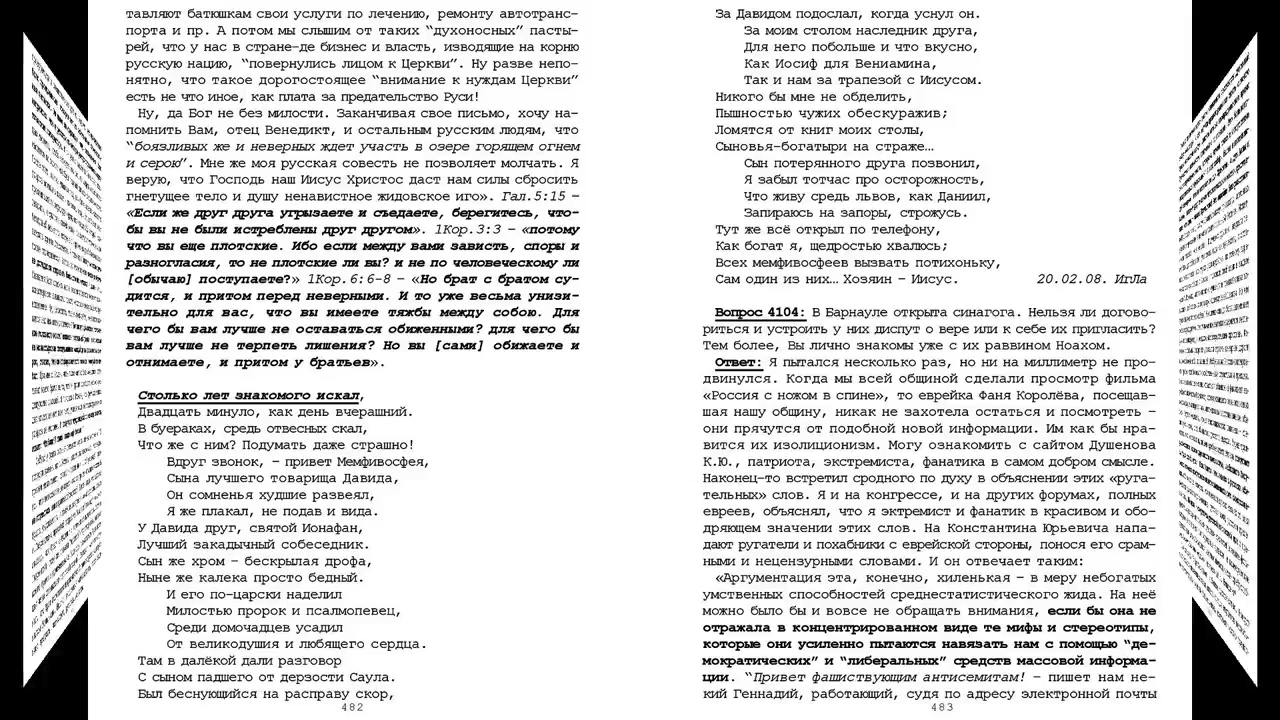 тавляют батюшкам свои услуги по лечению, ремонту автотранс-
порта и пр. А потом мы слышим от таких “духоносных” пасты-
рей, что у нас в стране-де бизнес и власть, изводящие на корню
русскую нацию, “повернулись лицом к Церкви”. Ну разве непо-
нятно, что такое дорогостоящее “внимание к нуждам Церкви”
есть не что иное, как плата за предательство Руси!
Ну, да Бог не без милости. Заканчивая свое письмо, хочу на-
помнить Вам, отец Венедикт, и остальным русским людям, что
“боязливых же и неверных ждет участь в озере горящем огнем
и серою”. Мне же моя русская совесть не позволяет молчать. Я
верую, что Господь наш Иисус Христос даст нам силы сбросить
гнетущее тело и душу ненавистное жидовское иго». Гал.5:15 –
«Если же друг друга угрызаете и съедаете, берегитесь, что-
бы вы не были истреблены друг другом». 1Кор.3:3 – «потому
что вы еще плотские. Ибо если между вами зависть, споры и
разногласия, то не плотские ли вы? и не по человеческому ли
[обычаю] поступаете?» 1Кор.6:6-8 – «Но брат с братом су-
дится, и притом перед неверными. И то уже весьма унизи-
тельно для вас, что вы имеете тяжбы между собою. Для
чего бы вам лучше не оставаться обиженными? для чего бы
вам лучше не терпеть лишения? Но вы [сами] обижаете и
отнимаете, и притом у братьев».
Столько лет знакомого искал,
Двадцать минуло, как день вчерашний.
В буераках, средь отвесных скал,
Что же с ним? Подумать даже страшно!
Вдруг звонок, – привет Мемфивосфея,
Сына лучшего товарища Давида,
Он сомненья худшие развеял,
Я же плакал, не подав и вида.
У Давида друг, святой Ионафан,
Лучший закадычный собеседник.
Сын же хром – бескрылая дрофа,
Ныне же калека просто бедный.
И его по-царски наделил
Милостью пророк и псалмопевец,
Среди домочадцев усадил
От великодушия и любящего сердца.
Там в далёкой дали разговор
С сыном падшего от дерзости Саула.
Был беснующийся на расправу скор,
482
За Давидом подослал, когда уснул он.
За моим столом наследник друга,
Для него побольше и что вкусно,
Как Иосиф для Вениамина,
Так и нам за трапезой с Иисусом.
Никого бы мне не обделить,
Пышностью чужих обескуражив;
Ломятся от книг моих столы,
Сыновья-богатыри на страже…
Сын потерянного друга позвонил,
Я забыл тотчас про осторожность,
Что живу средь львов, как Даниил,
Запираюсь на запоры, строжусь.
Тут же всё открыл по телефону,
Как богат я, щедростью хвалюсь;
Всех мемфивосфеев вызвать потихоньку,
Сам один из них… Хозяин – Иисус. 20.02.08. ИгЛа
Вопрос 4104: В Барнауле открыта синагога. Нельзя ли догово-
риться и устроить у них диспут о вере или к себе их пригласить?
Тем более, Вы лично знакомы уже с их раввином Ноахом.
Ответ: Я пытался несколько раз, но ни на миллиметр не про-
двинулся. Когда мы всей общиной сделали просмотр фильма
«Россия с ножом в спине», то еврейка Фаня Королёва, посещав-
шая нашу общину, никак не захотела остаться и посмотреть –
они прячутся от подобной новой информации. Им как бы нра-
вится их изоляционизм. Могу ознакомить с сайтом Душенова
К.Ю., патриота, экстремиста, фанатика в самом добром смысле.
Наконец-то встретил сродного по духу в объяснении этих «руга-
тельных» слов. Я и на конгрессе, и на других форумах, полных
евреев, объяснял, что я эктремист и фанатик в красивом и обо-
дряющем значении этих слов. На Константина Юрьевича напа-
дают ругатели и похабники с еврейской стороны, понося его срам-
ными и нецензурными словами. И он отвечает таким:
«Аргументация эта, конечно, хиленькая – в меру небогатых
умственных способностей среднестатистического жида. На неё
можно было бы и вовсе не обращать внимания, если бы она не
отражала в концентрированном виде те мифы и стереотипы,
которые они усиленно пытаются навязать нам с помощью “де-
мократических” и “либеральных” средств массовой информа-
ции. “Привет фашиствующим антисемитам! – пишет нам не-
кий Геннадий, работающий, судя по адресу электронной почты
483